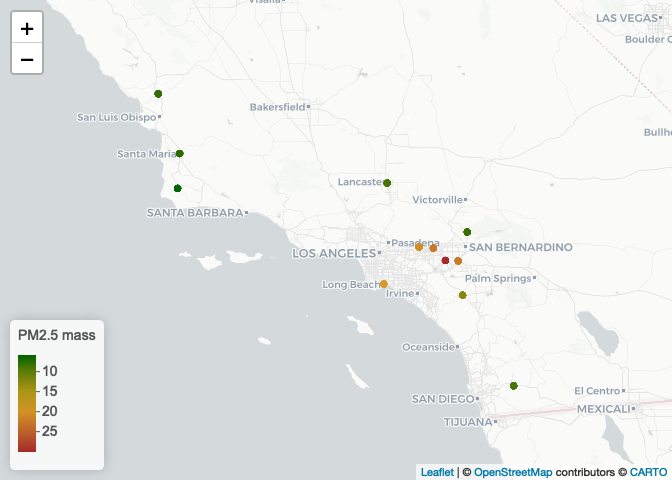 Visalia
+
−
LAS VEGAS
Boulder C
San Luis Obispo
Bakersfield
Bullhe
Santa Maria
Lancaste
Victorville
SANTA BARBARA
Pasadena
LOS ANGELES
SAN BERNARDINO
Long Beach
Irvine
Palm Springs
Oceanside
PM2.5 mass
10
15
20
25
SAN DIEGO
El Centro
MEXICALI
TIJUANA
Leaflet | © OpenStreetMap contributors © CARTO